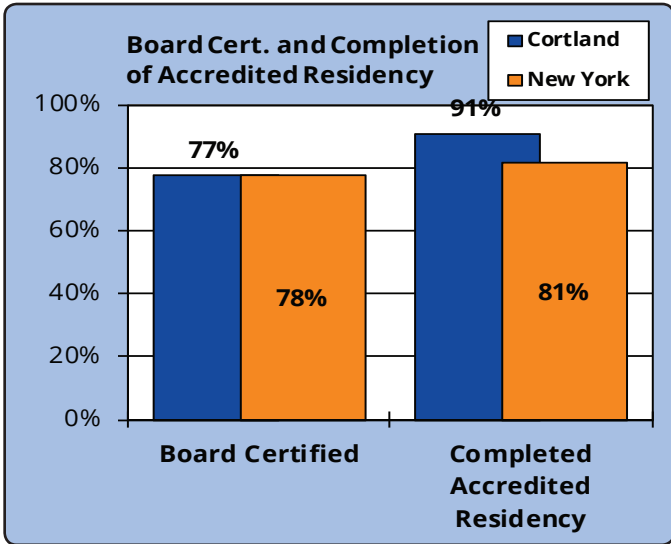 Board Cert. and Completion
of Accredited Residency
Cortland
New York
100%
80%
60%
40%
20%
0%
77%
78%
91%
81%
Board Certified
Completed
Accredited
Residency